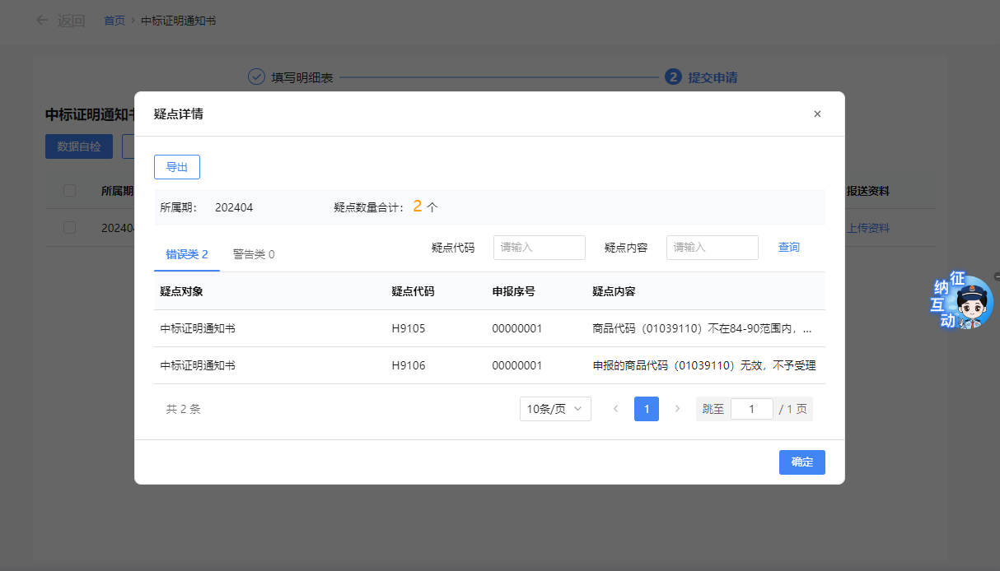 返回 首页 > 中标证明通知书
填写明细表 2 提交申请
中标证明通知书
疑点详情
数据自检
导出
所属期 报送资料
所属期: 202404 疑点数量合计: 2 个
20240 上传资料
错误类 2 警告类 0 疑点代码 请输入 疑点内容 请输入 查询
疑点对象 疑点代码 申报序号 疑点内容
中标证明通知书 H9105 00000001 商品代码（01039110）不在84-90范围内，...
中标证明通知书 H9106 00000001 申报的商品代码（01039110）无效，不予受理
共 2 条 10条/页 < 1 > 跳至 1 / 1 页
确定
征纳互动